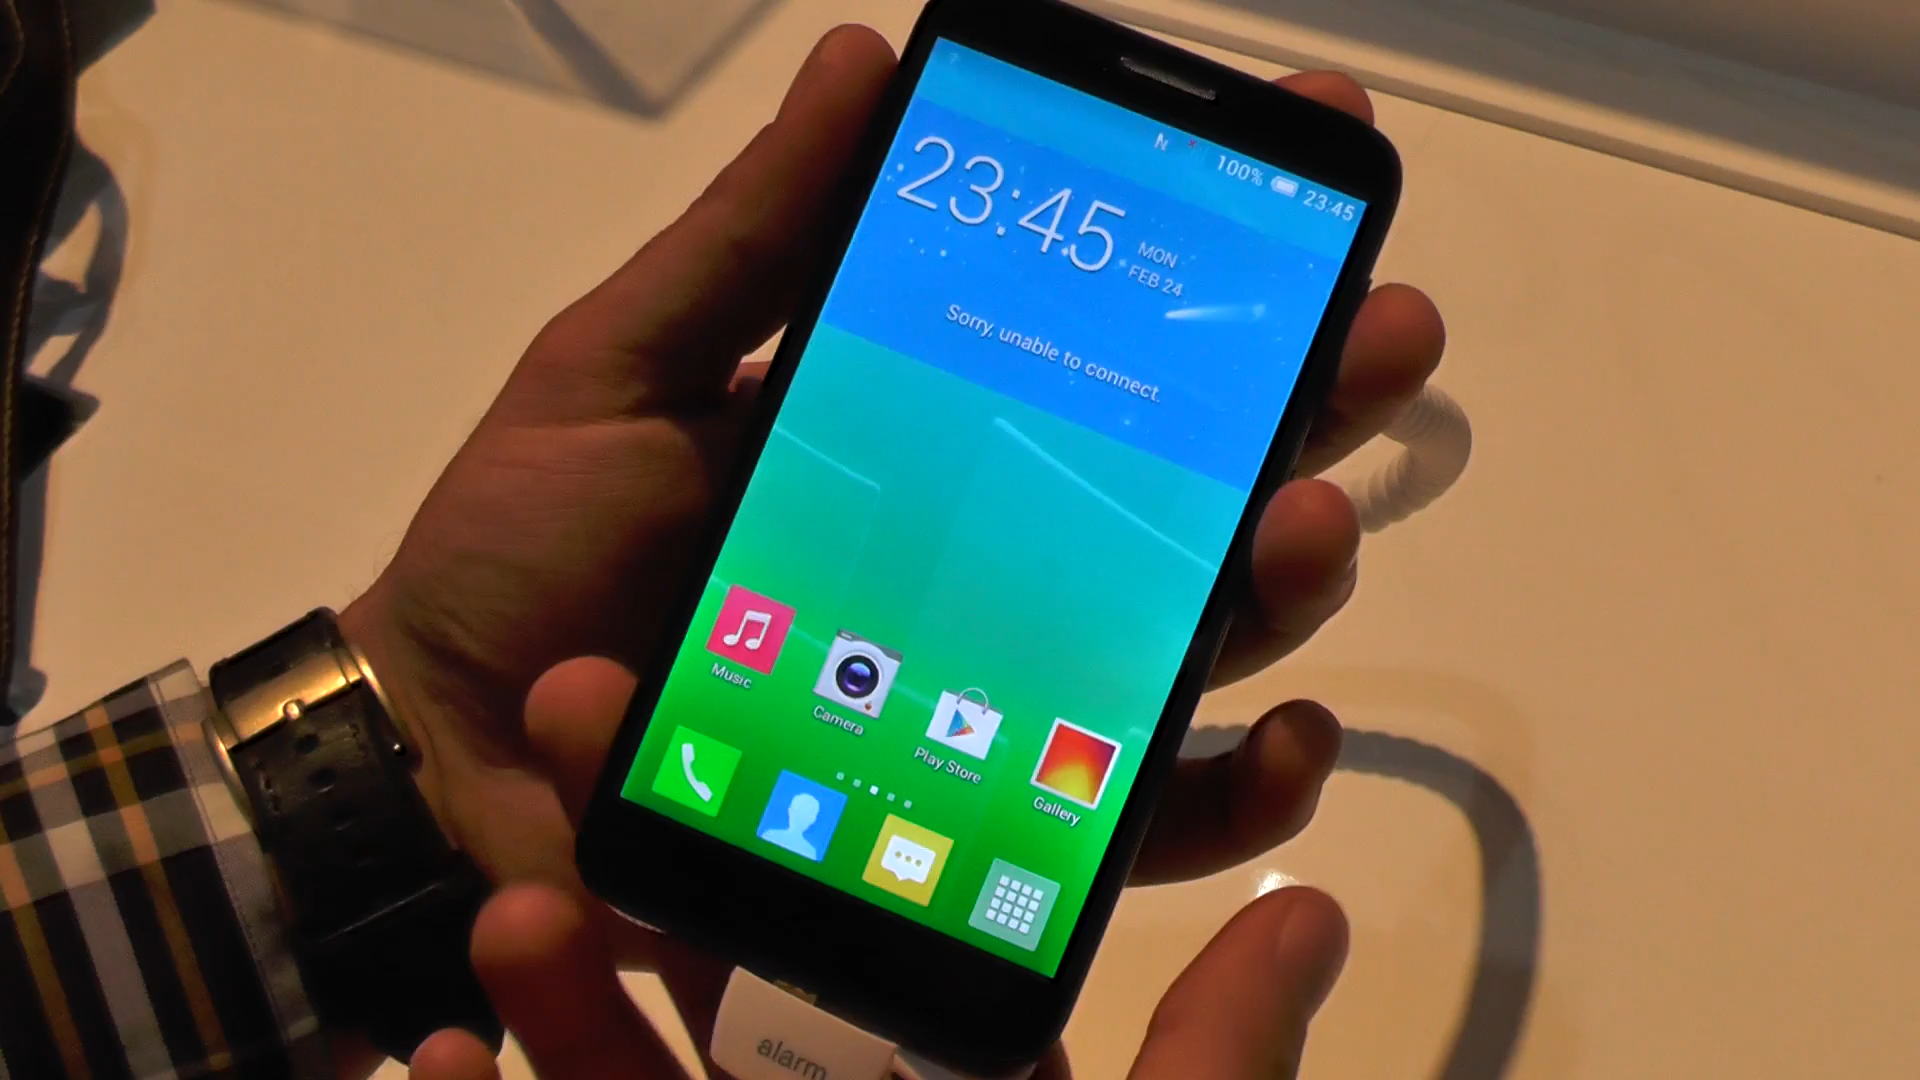 N 100% 23:45
23:45
MON
FEB 24
Sorry, unable to connect.
Music
Camera
Play Store
Gallery
alarm